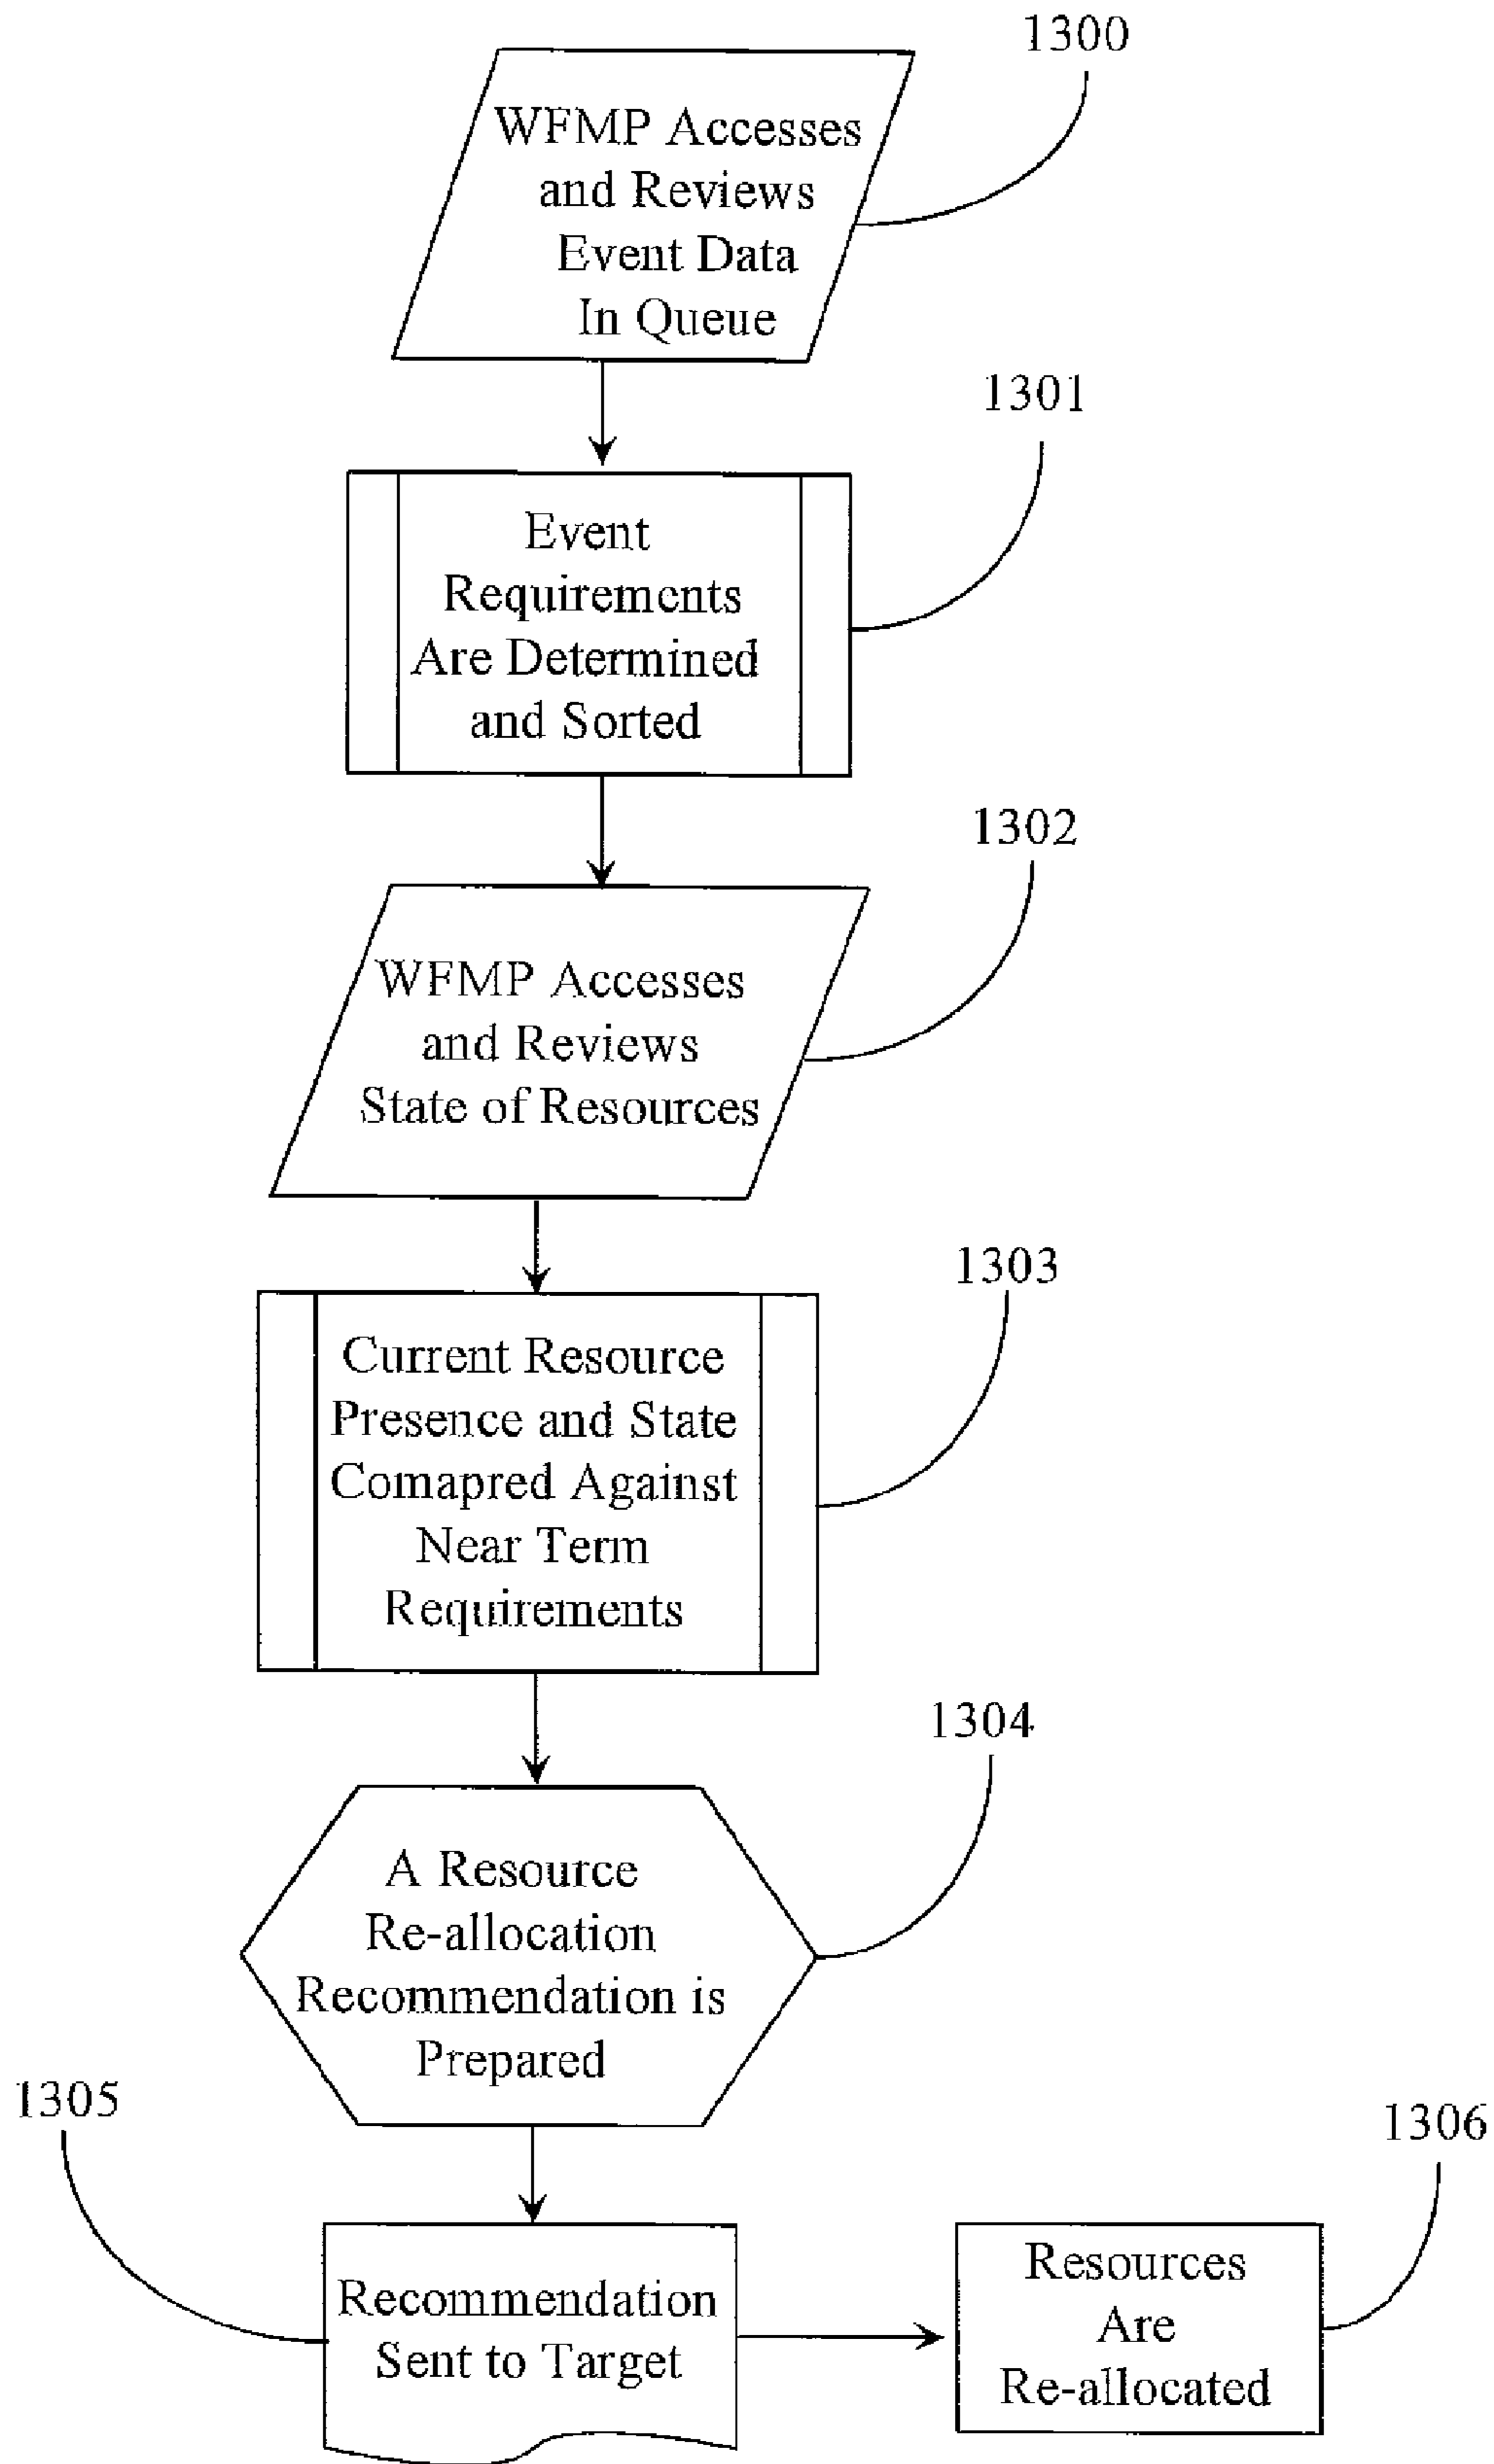 1300
WFMP Accesses
and Reviews
Event Data
In Queue
1301
Event
Requirements
Are Determined
and Sorted
1302
WFMP Accesses
and Reviews
State of Resources
1303
Current Resource
Presence and State
Comapred Against
Near Term
Requirements
1304
A Resource
Re-allocation
Recommendation is
Prepared
1305
Recommendation
Sent to Target
1306
Resources
Are
Re-allocated